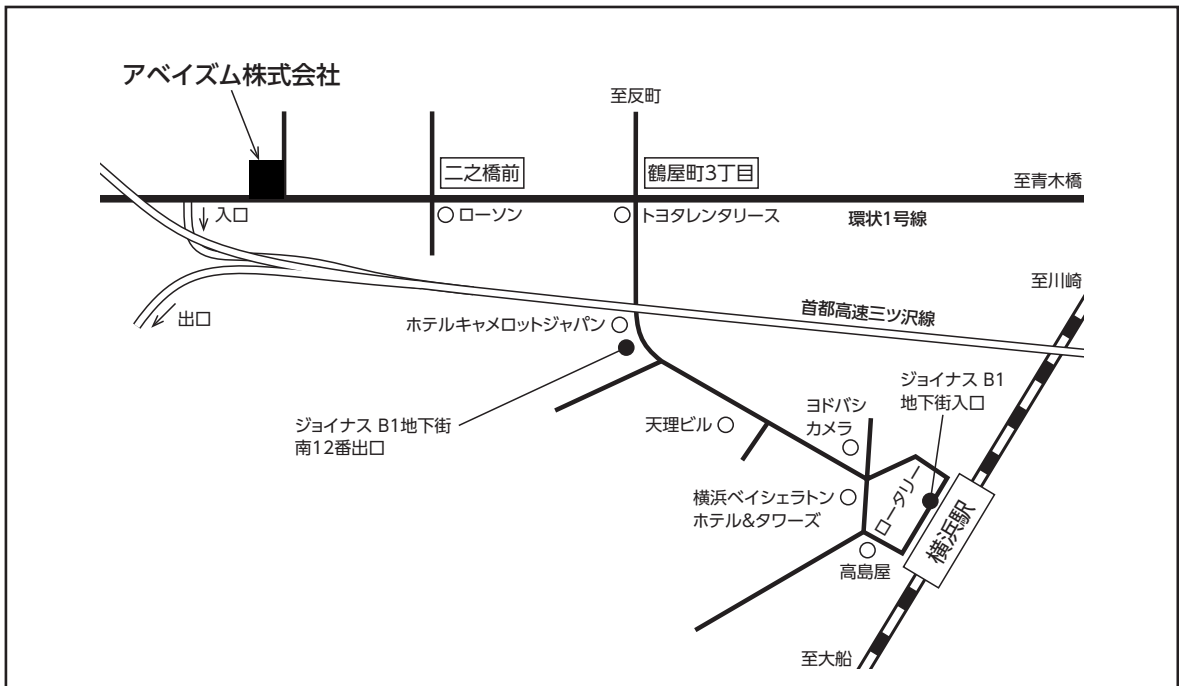 アベイズム株式会社
至反町
二之橋前
鶴屋町3丁目
至青木橋
入口
ローソン
トヨタレンタリース
環状1号線
至川崎
出口
首都高速三ツ沢線
ホテルキャメロットジャパン
ジョイナス B1
地下街入口
ヨドバシ
カメラ
ジョイナス B1地下街
南12番出口
天理ビル
横浜ベイシェラトン
ホテル&タワーズ
ロータリー
横浜駅
高島屋
至大船